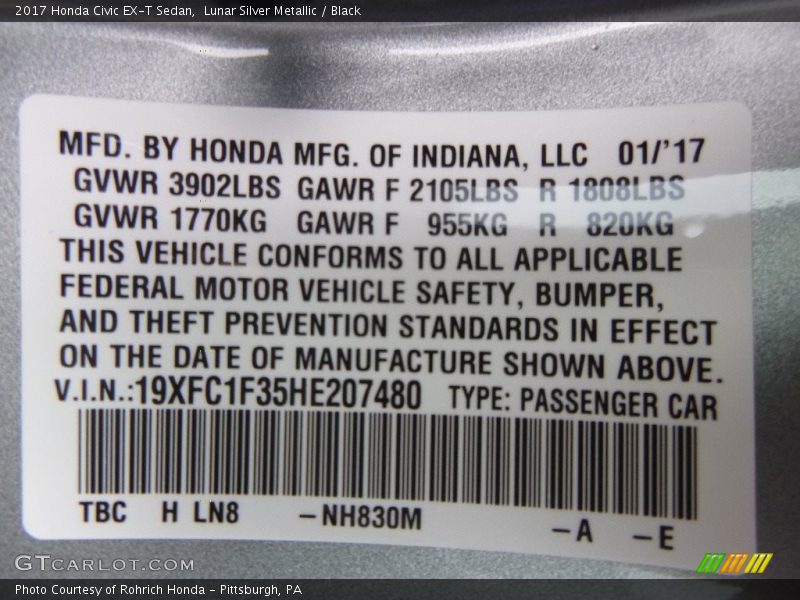 2017 Honda Civic EX-T Sedan,  Lunar Silver Metallic / Black
MFD. BY HONDA MFG. OF INDIANA, LLC 01/'17
GVWR 3902LBS GAWR F 2105LBS R 1808LBS
GVWR 1770KG GAWR F 955KG R 820KG
THIS VEHICLE CONFORMS TO ALL APPLICABLE
FEDERAL MOTOR VEHICLE SAFETY, BUMPER,
AND THEFT PREVENTION STANDARDS IN EFFECT
ON THE DATE OF MANUFACTURE SHOWN ABOVE.
V.I.N.:19XFC1F35HE207480 TYPE: PASSENGER CAR
TBC H LN8 –NH830M –A –E
GTCARLOT.COM
Photo Courtesy of Rohrich Honda - Pittsburgh, PA